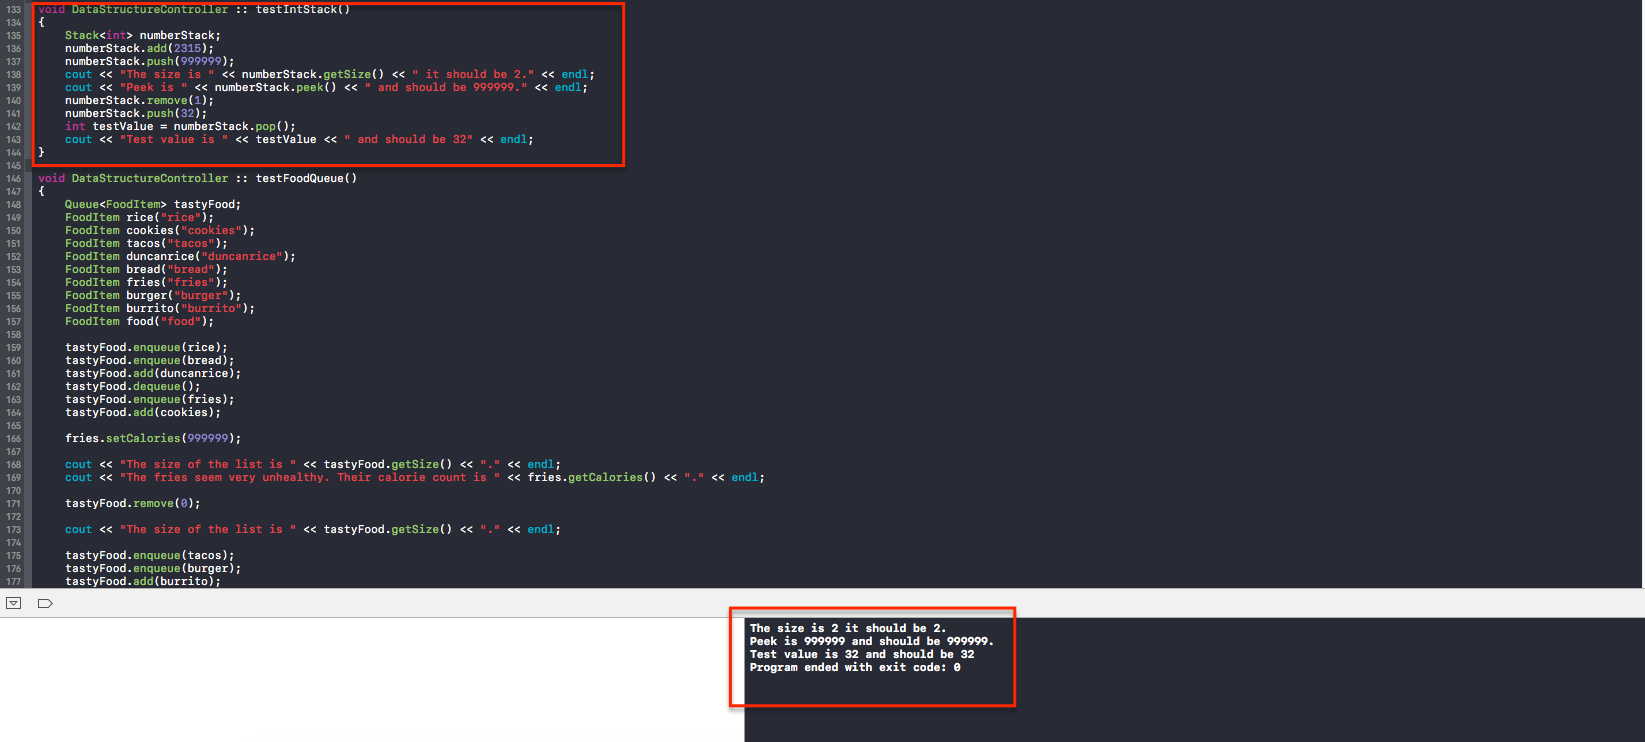 133 void DataStructureController :: testIntStack()
134 {
135 Stack<int> numberStack;
136 numberStack.add(2315);
137 numberStack.push(999999);
138 cout << "The size is " << numberStack.getSize() << " it should be 2." << endl;
139 cout << "Peek is " << numberStack.peek() << " and should be 999999." << endl;
140 numberStack.remove(1);
141 numberStack.push(32);
142 int testValue = numberStack.pop();
143 cout << "Test value is " << testValue << " and should be 32" << endl;
144 }
145
146 void DataStructureController :: testFoodQueue()
147 {
148 Queue<FoodItem> tastyFood;
149 FoodItem rice("rice");
150 FoodItem cookies("cookies");
151 FoodItem tacos("tacos");
152 FoodItem duncanrice("duncanrice");
153 FoodItem bread("bread");
154 FoodItem fries("fries");
155 FoodItem burger("burger");
156 FoodItem burrito("burrito");
157 FoodItem food("food");
158
159 tastyFood.enqueue(rice);
160 tastyFood.enqueue(bread);
161 tastyFood.add(duncanrice);
162 tastyFood.dequeue();
163 tastyFood.enqueue(fries);
164 tastyFood.add(cookies);
165
166 fries.setCalories(999999);
167
168 cout << "The size of the list is " << tastyFood.getSize() << "." << endl;
169 cout << "The fries seem very unhealthy. Their calorie count is " << fries.getCalories() << "." << endl;
170
171 tastyFood.remove(0);
172
173 cout << "The size of the list is " << tastyFood.getSize() << "." << endl;
174
175 tastyFood.enqueue(tacos);
176 tastyFood.enqueue(burger);
177 tastyFood.add(burrito);
The size is 2 it should be 2.
Peek is 999999 and should be 999999.
Test value is 32 and should be 32
Program ended with exit code: 0